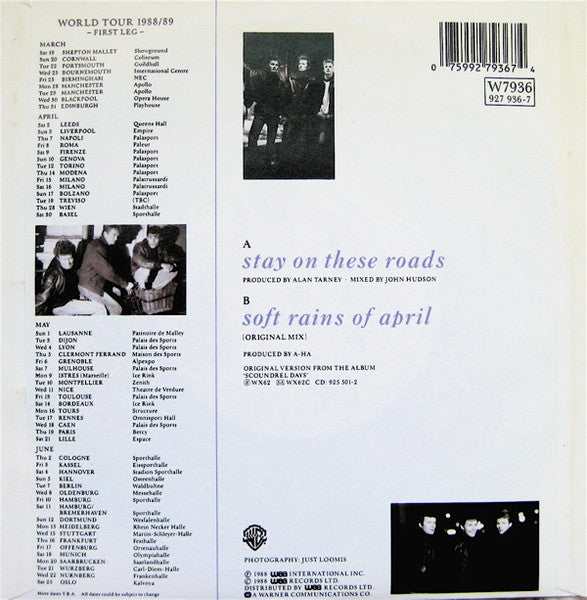 WORLD TOUR 1988/89
– FIRST LEG –
MARCH
Sat 19 SHEPTON MALLET Showground
Sun 20 CORNWALL Coliseum
Tue 22 PORTSMOUTH Guildhall
Wed 23 BOURNEMOUTH International Centre
Fri 25 BIRMINGHAM NEC
Mon 28 MANCHESTER Apollo
Tue 29 MANCHESTER Apollo
Wed 30 BLACKPOOL Opera House
Thu 31 EDINBURGH Playhouse
APRIL
Sat 2 LEEDS Queens Hall
Sun 3 LIVERPOOL Empire
Thu 7 NAPOLI Palasport
Fri 8 ROMA Paleur
Sat 9 FIRENZE Palasport
Sun 10 GENOVA Palasport
Tue 12 TORINO Palasport
Thu 14 MODENA Palasport
Fri 15 MILANO Palatrussardi
Sat 16 MILANO Palatrussardi
Sun 17 BOLZANO Palasport
Tue 19 TREVISO (TBC)
Thu 28 WIEN Stadthalle
Sat 30 BASEL Sporthalle
MAY
Sun 1 LAUSANNE Patinoire de Malley
Tue 3 DIJON Palais des Sports
Wed 4 LYON Palais des Sports
Thu 5 CLERMONT FERRAND Maison des Sports
Fri 6 GRENOBLE Alpexpo
Sat 7 MULHOUSE Palais des Sports
Mon 9 ISTRES (Marseille) Ice Rink
Tue 10 MONTPELLIER Zenith
Wed 11 NICE Theatre de Verdure
Fri 13 TOULOUSE Palais des Sports
Sat 14 BORDEAUX Ice Rink
Mon 16 TOURS Structure
Tue 17 RENNES Omnisport Hall
Wed 18 CAEN Palais des Sports
Thu 19 PARIS Bercy
Sat 21 LILLE Espace
JUNE
Thu 2 COLOGNE Sporthalle
Fri 3 KASSEL Eissporthalle
Sat 4 HANNOVER Stadion Sporthalle
Sun 5 KIEL Ostseehalle
Tue 7 BERLIN Waldbuhne
Wed 8 OLDENBURG Messehalle
Fri 10 HAMBURG Sporthalle
Sat 11 HAMBURG/
BREMERHAVEN Sporthalle
Sun 12 DORTMUND Wesfalenhalle
Mon 13 HEIDELBERG Rhein Necker Hall
Wed 15 STUTTGART Martin-Schleyer-Halle
Thu 16 FRANKFURT Festhalle
Fri 17 OFFENBURG Ortenauhalle
Sat 18 MUNICH Olympiahalle
Mon 20 SAARBRUCKEN Saarlandhalle
Tue 21 WURZBERG Carl-Diem-Halle
Wed 22 NURNBERG Frankenhalle
Sat 25 OSLO Kalvoya
More dates T.B.A. All dates could be subject to change
0 75992 79367 4
W7936
927 936-7
A
stay on these roads
PRODUCED BY ALAN TARNEY · MIXED BY JOHN HUDSON
B
soft rains of april
(ORIGINAL MIX)
PRODUCED BY A-HA
ORIGINAL VERSION FROM THE ALBUM
'SCOUNDREL DAYS'
WX62 WX62C CD: 925 501-2
PHOTOGRAPHY: JUST LOOMIS
℗ 1988 wea INTERNATIONAL INC.
© 1988 wea RECORDS LTD.
DISTRIBUTED BY wea RECORDS LTD.
A WARNER COMMUNICATIONS CO.